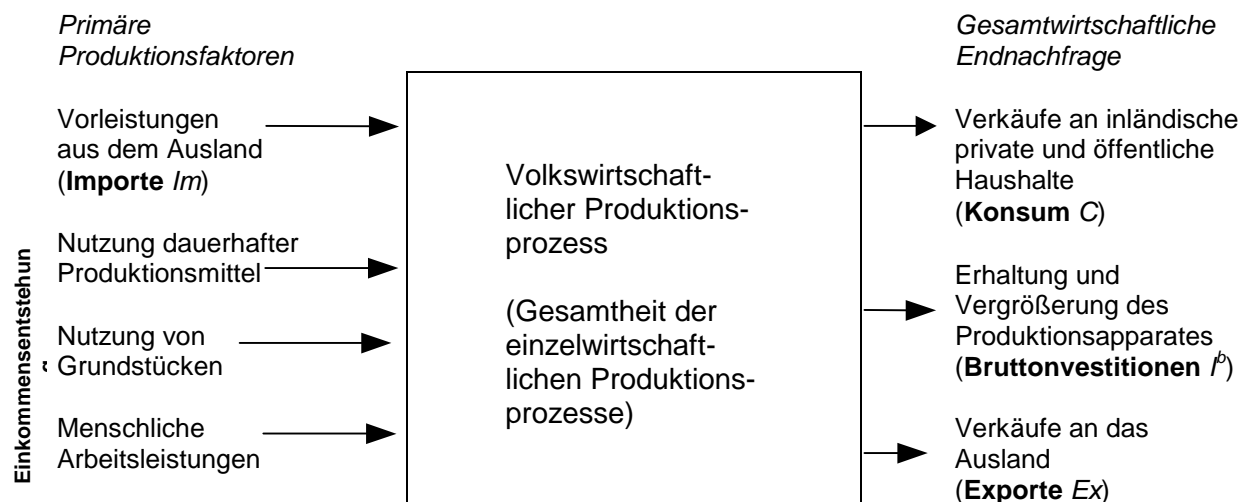 Primäre
Produktionsfaktoren
Vorleistungen
aus dem Ausland
(Importe Im)
Nutzung dauerhafter
Produktionsmittel
Nutzung von
Grundstücken
Menschliche
Arbeitsleistungen
Einkommensentstehun
Volkswirtschaft-
licher Produktions-
prozess
(Gesamtheit der
einzelwirtschaft-
lichen Produktions-
prozesse)
Gesamtwirtschaftliche
Endnachfrage
Verkäufe an inländische
private und öffentliche
Haushalte
(Konsum C)
Erhaltung und
Vergrößerung des
Produktionsapparates
(Bruttonvestitionen I^b)
Verkäufe an das
Ausland
(Exporte Ex)